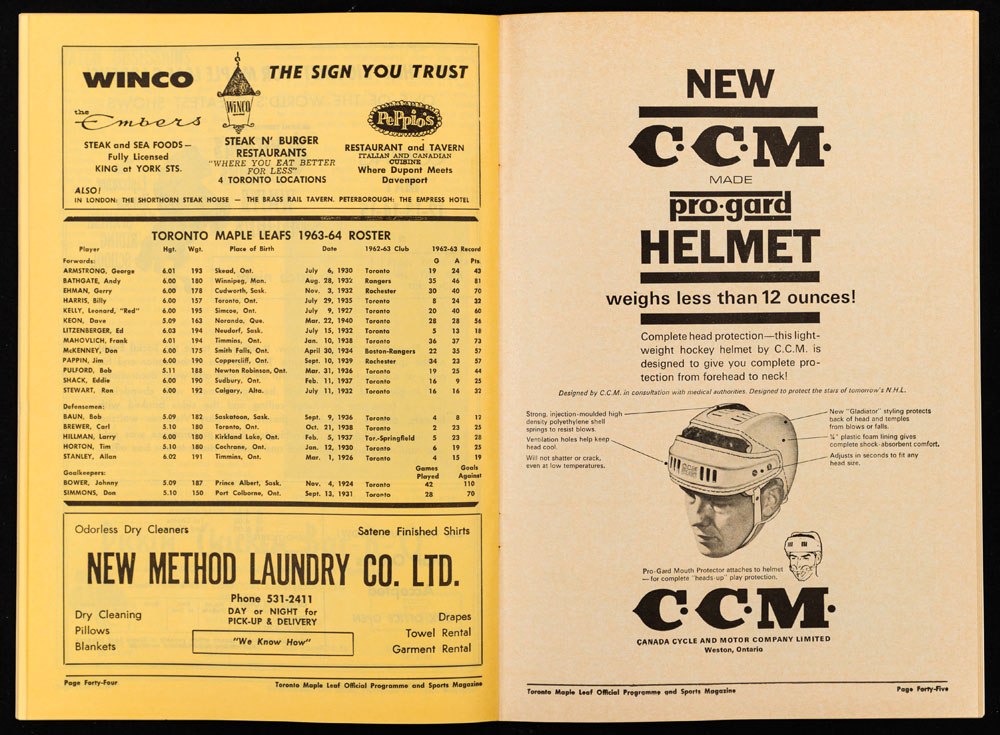 WINCO
THE SIGN YOU TRUST
WINCO
the Embers
STEAK and SEA FOODS—
Fully Licensed
KING at YORK STS.
STEAK N' BURGER
RESTAURANTS
"WHERE YOU EAT BETTER
FOR LESS"
4 TORONTO LOCATIONS
PePpio's
RESTAURANT and TAVERN
ITALIAN AND CANADIAN
CUISINE
Where Dupont Meets
Davenport
ALSO!
IN LONDON: THE SHORTHORN STEAK HOUSE — THE BRASS RAIL TAVERN. PETERBOROUGH: THE EMPRESS HOTEL
TORONTO MAPLE LEAFS 1963-64 ROSTER
Player Hgt. Wgt. Place of Birth Date 1962-63 Club 1962-63 Record
Forwards: G A Pts.
ARMSTRONG, George 6.01 193 Skead, Ont. July 6, 1930 Toronto 19 24 43
BATHGATE, Andy 6.00 180 Winnipeg, Man. Aug. 28, 1932 Rangers 35 46 81
EHMAN, Gerry 6.00 178 Cudworth, Sask. Nov. 3, 1932 Rochester 30 40 70
HARRIS, Billy 6.00 157 Toronto, Ont. July 29, 1935 Toronto 8 24 32
KELLY, Leonard, "Red" 6.00 195 Simcoe, Ont. July 9, 1927 Toronto 20 40 60
KEON, Dave 5.09 163 Noranda, Que. Mar. 22, 1940 Toronto 28 28 56
LITZENBERGER, Ed 6.03 194 Neudorf, Sask. July 15, 1932 Toronto 5 13 18
MAHOVLICH, Frank 6.01 194 Timmins, Ont. Jan. 10, 1938 Toronto 36 37 73
McKENNEY, Don 6.00 175 Smith Falls, Ont. April 30, 1934 Boston-Rangers 22 35 57
PAPPIN, Jim 6.00 190 Coppercliff, Ont. Sept. 10, 1939 Rochester 34 23 57
PULFORD, Bob 5.11 188 Newton Robinson, Ont. Mar. 31, 1936 Toronto 19 25 44
SHACK, Eddie 6.00 190 Sudbury, Ont. Feb. 11, 1937 Toronto 16 9 25
STEWART, Ron 6.00 192 Calgary, Alta. July 11, 1932 Toronto 16 16 32
Defensemen:
BAUN, Bob 5.09 182 Saskatoon, Sask. Sept. 9, 1936 Toronto 4 8 12
BREWER, Carl 5.10 180 Toronto, Ont. Oct. 21, 1938 Toronto 2 23 25
HILLMAN, Larry 6.00 180 Kirkland Lake, Ont. Feb. 5, 1937 Tor.-Springfield 5 23 28
HORTON, Tim 5.10 180 Cochrane, Ont. Jan. 12, 1930 Toronto 6 19 25
STANLEY, Allan 6.02 191 Timmins, Ont. Mar. 1, 1926 Toronto 4 15 19
Goalkeepers: Games Played Goals Against
BOWER, Johnny 5.09 187 Prince Albert, Sask. Nov. 4, 1924 Toronto 42 110
SIMMONS, Don 5.10 150 Port Colborne, Ont. Sept. 13, 1931 Toronto 28 70
Odorless Dry Cleaners
Satene Finished Shirts
NEW METHOD LAUNDRY CO. LTD.
Phone 531-2411
DAY or NIGHT for
PICK-UP & DELIVERY
"We Know How"
Dry Cleaning
Pillows
Blankets
Drapes
Towel Rental
Garment Rental
Page Forty-Four
Toronto Maple Leaf Official Programme and Sports Magazine
NEW
C·C·M·
MADE
pro·gard
HELMET
weighs less than 12 ounces!
Complete head protection—this light-
weight hockey helmet by C.C.M. is
designed to give you complete pro-
tection from forehead to neck!
Designed by C.C.M. in consultation with medical authorities. Designed to protect the stars of tomorrow's N.H.L.
Strong, injection-moulded high
density polyethylene shell
springs to resist blows.
Ventilation holes help keep
head cool.
Will not shatter or crack,
even at low temperatures.
New "Gladiator" styling protects
back of head and temples
from blows or falls.
¼" plastic foam lining gives
complete shock-absorbent comfort.
Adjusts in seconds to fit any
head size.
CCM
Pro-Gard Mouth Protector attaches to helmet
—for complete "heads-up" play protection.
C·C·M·
CANADA CYCLE AND MOTOR COMPANY LIMITED
Weston, Ontario
Toronto Maple Leaf Official Programme and Sports Magazine
Page Forty-Five